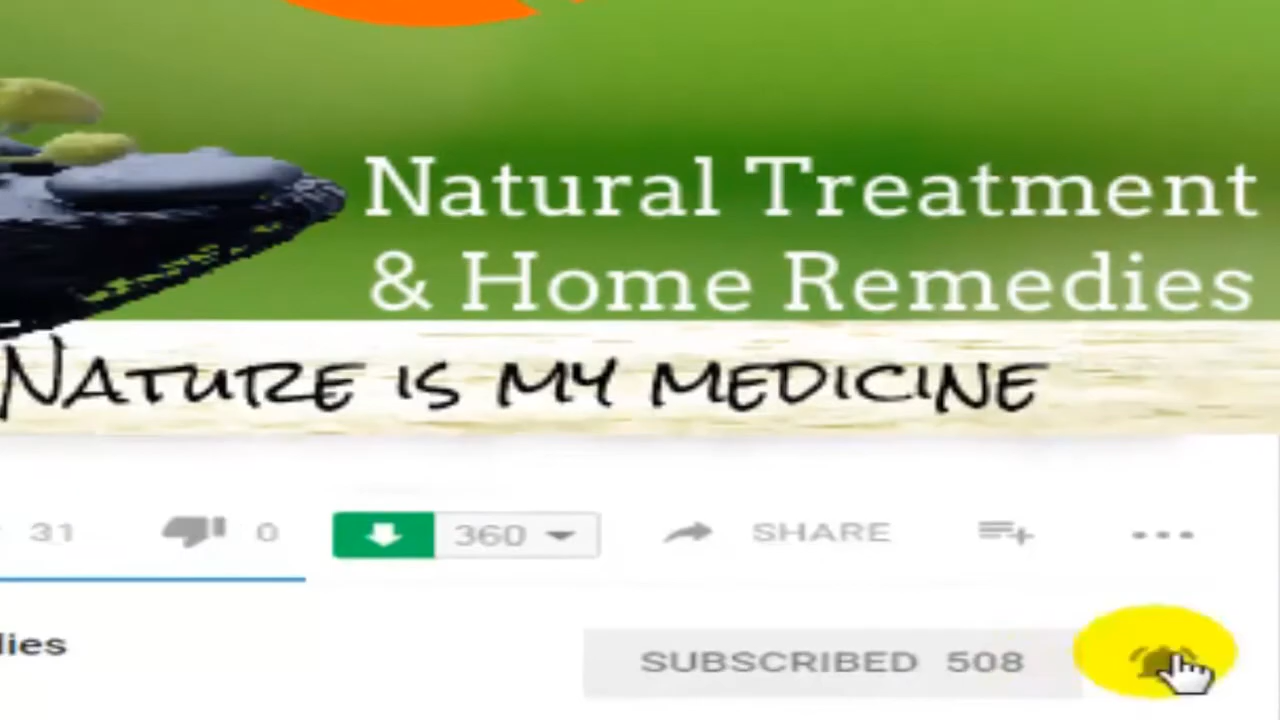 Natural Treatment
& Home Remedies
NATURE IS MY MEDICINE
31 0 360 SHARE
lies
SUBSCRIBED 508